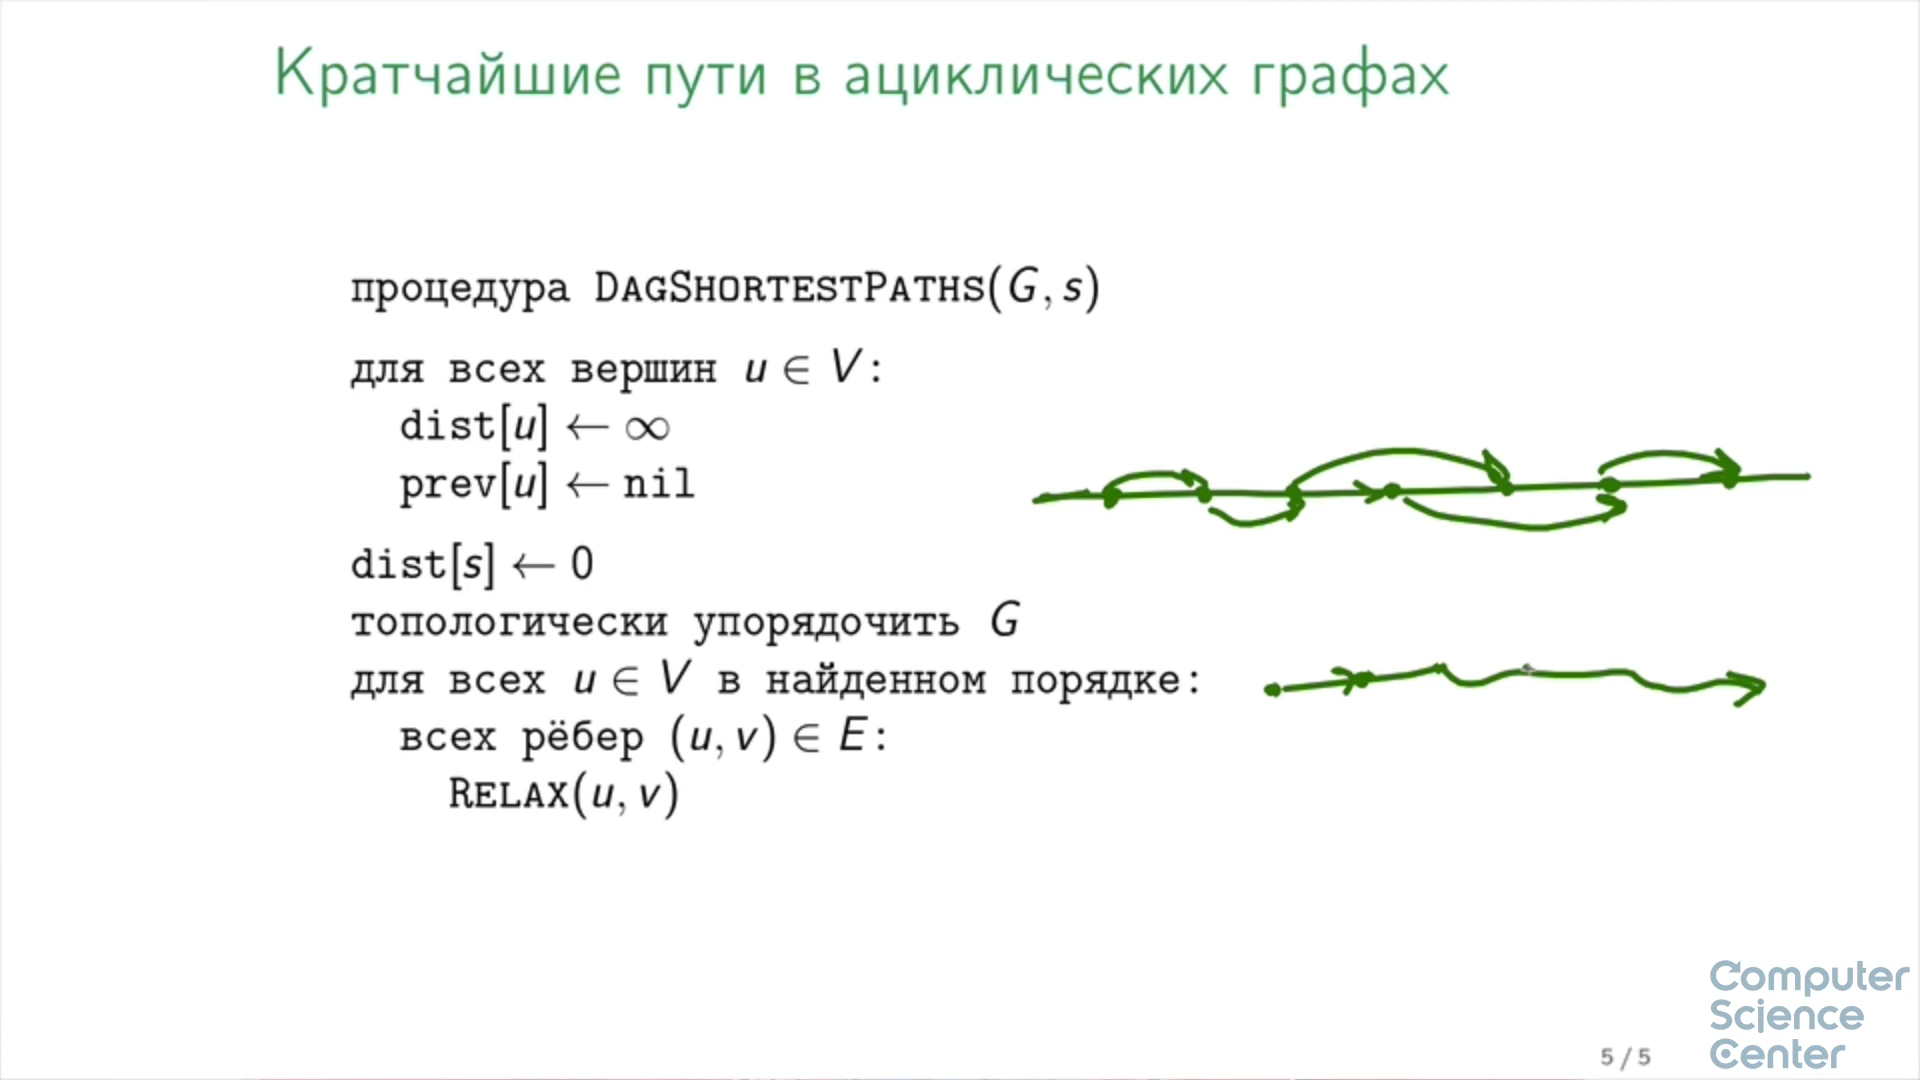 Кратчайшие пути в ациклических графах
процедура DAGSHORTESTPATHS(G, s)
для всех вершин u ∈ V:
dist[u] ← ∞
prev[u] ← nil
dist[s] ← 0
топологически упорядочить G
для всех u ∈ V в найденном порядке:
всех рёбер (u, v) ∈ E:
RELAX(u, v)
5 / 5
Computer
Science
Center